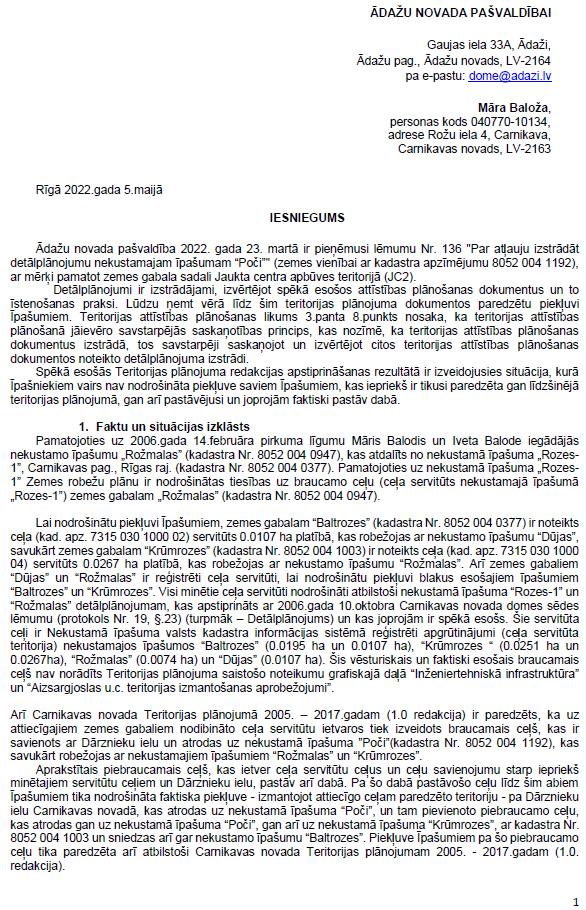 ĀDAŽU NOVADA PAŠVALDĪBAI
Gaujas iela 33A, Ādaži,
Ādažu pag., Ādažu novads, LV-2164
pa e-pastu: dome@adazi.lv
Māra Baloža,
personas kods 040770-10134,
adrese Rožu iela 4, Carnikava,
Carnikavas novads, LV-2163
Rīgā 2022.gada 5.maijā
IESNIEGUMS
Ādažu novada pašvaldība 2022. gada 23. martā ir pieņēmusi lēmumu Nr. 136 "Par atļauju izstrādāt
detālplānojumu nekustamajam īpašumam “Poči”" (zemes vienībai ar kadastra apzīmējumu 8052 004 1192),
ar mērķi pamatot zemes gabala sadali Jaukta centra apbūves teritorijā (JC2).
Detālplānojumi ir izstrādājami, izvērtējot spēkā esošos attīstības plānošanas dokumentus un to
īstenošanas praksi. Lūdzu ņemt vērā līdz šim teritorijas plānojuma dokumentos paredzētu piekļuvi
Īpašumiem. Teritorijas attīstības plānošanas likums 3.panta 8.punkts nosaka, ka teritorijas attīstības
plānošanā jāievēro savstarpējās saskaņotības princips, kas nozīmē, ka teritorijas attīstības plānošanas
dokumentus izstrādā, tos savstarpēji saskaņojot un izvērtējot citos teritorijas attīstības plānošanas
dokumentos noteikto detālplānojuma izstrādi.
Spēkā esošās Teritorijas plānojuma redakcijas apstiprināšanas rezultātā ir izveidojusies situācija, kurā
Īpašniekiem vairs nav nodrošināta piekļuve saviem Īpašumiem, kas iepriekš ir tikusi paredzēta gan līdzšinējā
teritorijas plānojumā, gan arī pastāvējusi un joprojām faktiski pastāv dabā.
1. Faktu un situācijas izklāsts
Pamatojoties uz 2006.gada 14.februāra pirkuma līgumu Māris Balodis un Iveta Balode iegādājās
nekustamo īpašumu „Rožmalas” (kadastra Nr. 8052 004 0947), kas atdalīts no nekustamā īpašuma „Rozes-
1”, Carnikavas pag., Rīgas raj. (kadastra Nr. 8052 004 0377). Pamatojoties uz nekustamā īpašuma „Rozes-
1” Zemes robežu plānu ir nodrošinātas tiesības uz braucamo ceļu (ceļa servitūts nekustamajā īpašumā
„Rozes-1”) zemes gabalam „Rožmalas” (kadastra Nr. 8052 004 0947).
Lai nodrošinātu piekļuvi Īpašumiem, zemes gabalam “Baltrozes” (kadastra Nr. 8052 004 0377) ir noteikts
ceļa (kad. apz. 7315 030 1000 02) servitūts 0.0107 ha platībā, kas robežojas ar nekustamo īpašumu “Dūjas”,
savukārt zemes gabalam “Krūmrozes” (kadastra Nr. 8052 004 1003) ir noteikts ceļa (kad. apz. 7315 030 1000
04) servitūts 0.0267 ha platībā, kas robežojas ar nekustamo īpašumu “Rožmalas”. Arī zemes gabaliem
“Dūjas” un “Rožmalas” ir reģistrēti ceļa servitūti, lai nodrošinātu piekļuvi blakus esošajiem īpašumiem
“Baltrozes” un “Krūmrozes”. Visi minētie ceļa servitūti nodrošināti atbilstoši nekustamā īpašuma “Rozes-1” un
“Rožmalas” detālplānojumam, kas apstiprināts ar 2006.gada 10.oktobra Carnikavas novada domes sēdes
lēmumu (protokols Nr. 19, §.23) (turpmāk – Detālplānojums) un kas joprojām ir spēkā esošs. Šie servitūta
ceļi ir Nekustamā īpašuma valsts kadastra informācijas sistēmā reģistrēti apgrūtinājumi (ceļa servitūta
teritorija) nekustamajos īpašumos “Baltrozes” (0.0195 ha un 0.0107 ha), “Krūmrozes “ (0.0251 ha un
0.0267ha), “Rožmalas” (0.0074 ha) un “Dūjas” (0.0107 ha). Šis vēsturiskais un faktiski esošais braucamais
ceļš nav norādīts Teritorijas plānojuma saistošo noteikumu grafiskajā daļā “Inženiertehniskā infrastruktūra”
un “Aizsargjoslas u.c. teritorijas izmantošanas aprobežojumi”.
Arī Carnikavas novada Teritorijas plānojumā 2005. – 2017.gadam (1.0 redakcija) ir paredzēts, ka uz
attiecīgajiem zemes gabaliem nodibināto ceļa servitūtu ietvaros tiek izveidots braucamais ceļš, kas ir
savienots ar Dārznieku ielu un atrodas uz nekustamā īpašuma ”Poči”(kadastra Nr. 8052 004 1192), kas
savukārt robežojas ar nekustamajiem īpašumiem “Rožmalas” un “Krūmrozes”.
Aprakstītais piebraucamais ceļš, kas ietver ceļa servitūtu ceļus un ceļu savienojumu starp iepriekš
minētajiem servitūtu ceļiem un Dārznieku ielu, pastāv arī dabā. Pa šo dabā pastāvošo ceļu līdz šim abiem
Īpašumiem tika nodrošināta faktiska piekļuve - izmantojot attiecīgo ceļam paredzēto teritoriju - pa Dārznieku
ielu Carnikavas novadā, kas atrodas uz nekustamā īpašuma “Poči”, un tam pievienoto piebraucamo ceļu,
kas atrodas gan uz nekustamā īpašuma “Poči”, gan arī uz nekustamā īpašuma “Krūmrozes”, ar kadastra Nr.
8052 004 1003 un sniedzas arī gar nekustamo īpašumu “Baltrozes”. Piekļuve Īpašumiem pa šo piebraucamo
ceļu tika paredzēta arī atbilstoši Carnikavas novada Teritorijas plānojumam 2005. - 2017.gadam (1.0.
redakcija).
1